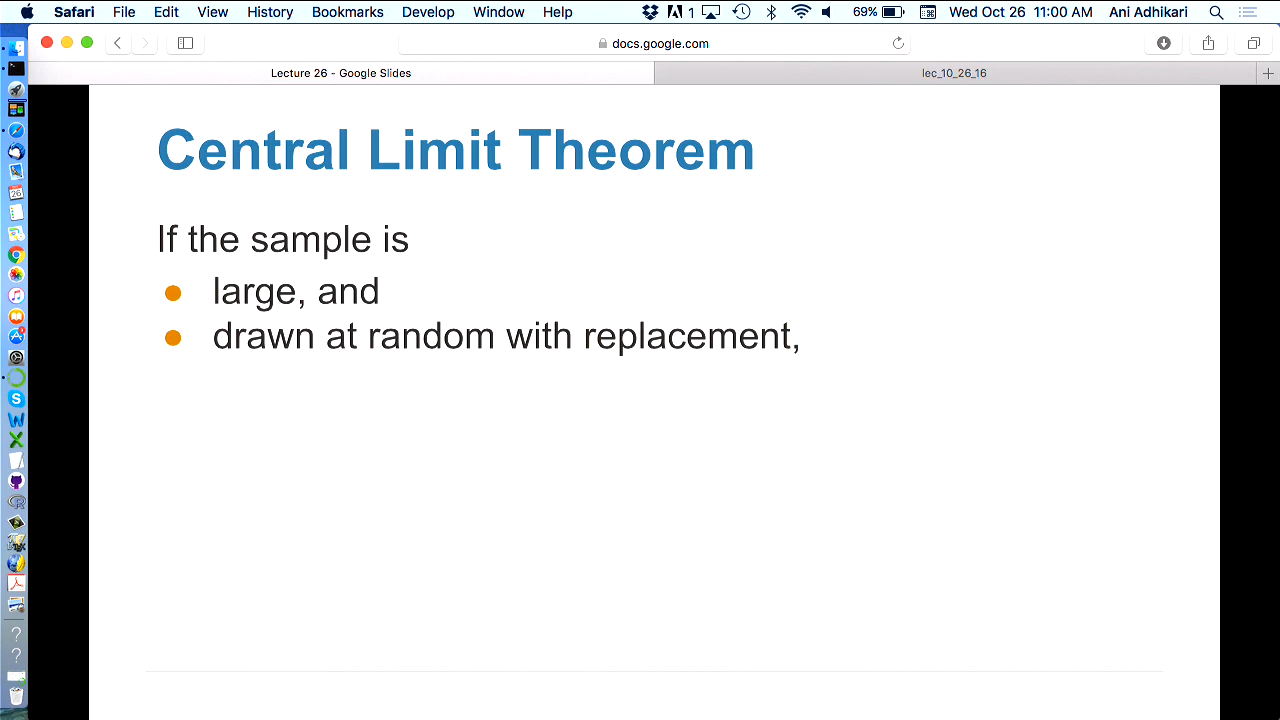 Safari File Edit View History Bookmarks Develop Window Help 1 69% Wed Oct 26 11:00 AM Ani Adhikari
docs.google.com
Lecture 26 - Google Slides lec_10_26_16
Central Limit Theorem
If the sample is
● large, and
● drawn at random with replacement,